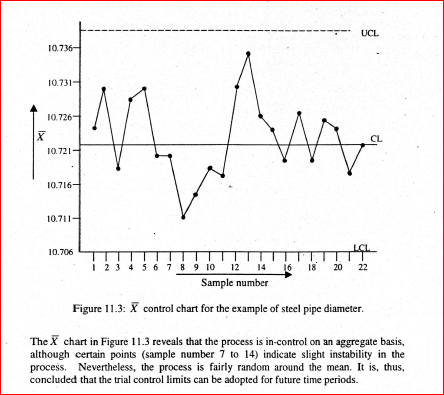 UCL
10.736
10.731
10.726
X̅
CL
10.721
10.716
10.711
10.706
LCL
1 2 3 4 5 6 7 8 9 10 12 14 16 18 20 22
Sample number
Figure 11.3: X̅ control chart for the example of steel pipe diameter.
The X̅ chart in Figure 11.3 reveals that the process is in-control on an aggregate basis,
although certain points (sample number 7 to 14) indicate slight instability in the
process. Nevertheless, the process is fairly random around the mean. It is, thus,
concluded that the trial control limits can be adopted for future time periods.